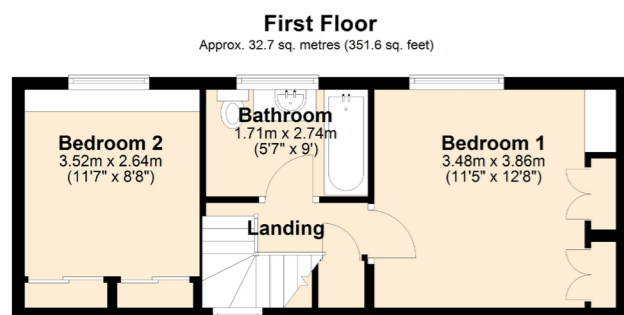 First Floor
Approx. 32.7 sq. metres (351.6 sq. feet)
Bedroom 2
3.52m x 2.64m
(11'7" x 8'8")
Bathroom
1.71m x 2.74m
(5'7" x 9')
Bedroom 1
3.48m x 3.86m
(11'5" x 12'8")
Landing